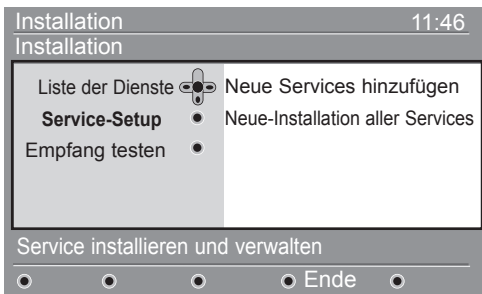 Installation 11:46
Installation
Liste der Dienste Neue Services hinzufügen
Service-Setup Neue-Installation aller Services
Empfang testen
Service installieren und verwalten
Ende